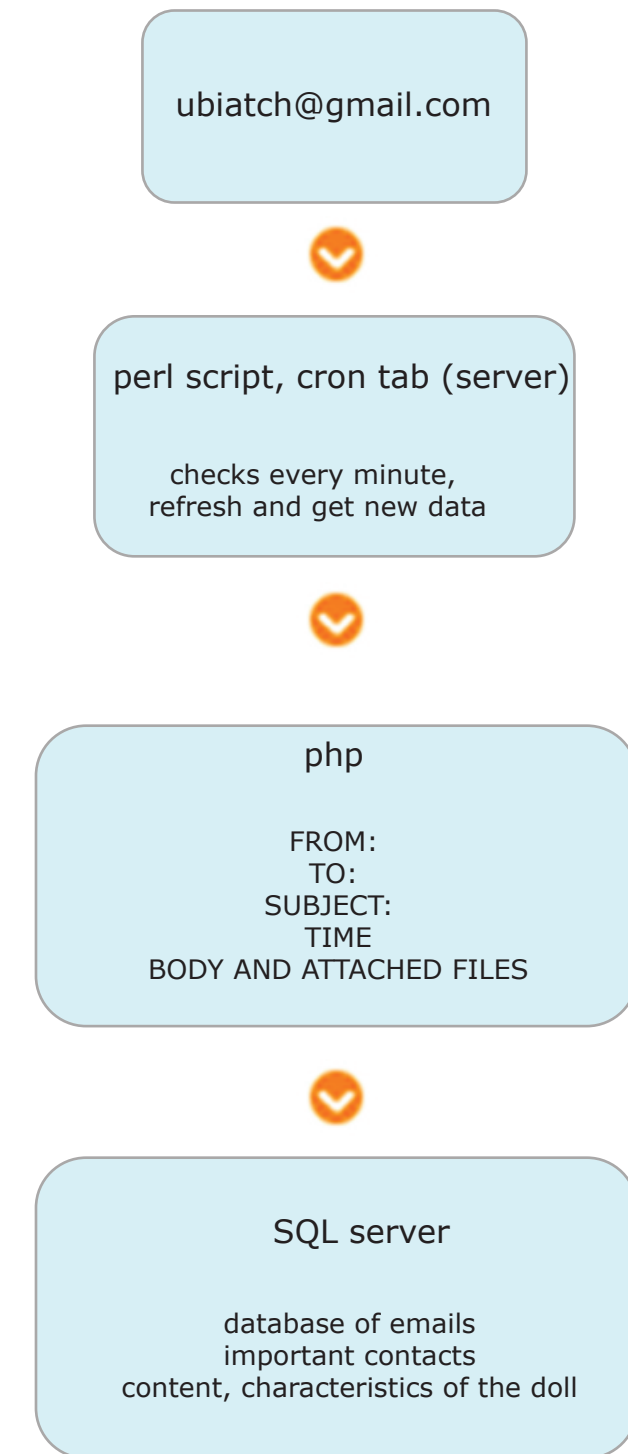 ubiatch@gmail.com
perl script, cron tab (server)
checks every minute,
refresh and get new data
php
FROM:
TO:
SUBJECT:
TIME
BODY AND ATTACHED FILES
SQL server
database of emails
important contacts
content, characteristics of the doll